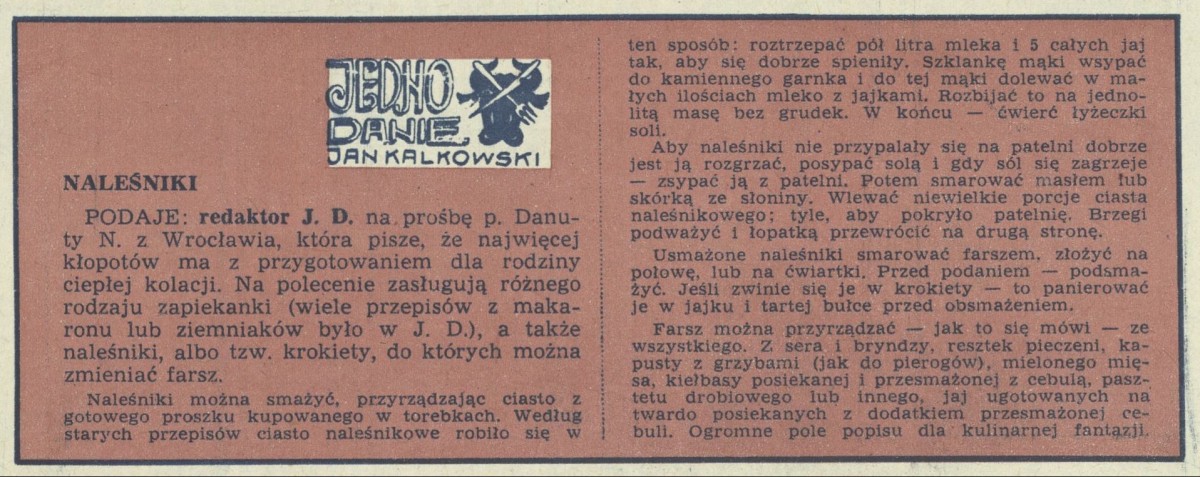 JEDNO
DANIE
JAN KALKOWSKI
NALEŚNIKI
PODAJE: redaktor J. D. na prośbę p. Danu-
ty N. z Wrocławia, która pisze, że najwięcej
kłopotów ma z przygotowaniem dla rodziny
ciepłej kolacji. Na polecenie zasługują różnego
rodzaju zapiekanki (wiele przepisów z maka-
ronu lub ziemniaków było w J. D.), a także
naleśniki, albo tzw. krokiety, do których można
zmieniać farsz.
Naleśniki można smażyć, przyrządzając ciasto z
gotowego proszku kupowanego w torebkach. Według
starych przepisów ciasto naleśnikowe robiło się w
ten sposób: roztrzepać pół litra mleka i 5 całych jaj
tak, aby się dobrze spieniły. Szklankę mąki wsypać
do kamiennego garnka i do tej mąki dolewać w ma-
łych ilościach mleko z jajkami. Rozbijać to na jedno-
litą masę bez grudek. W końcu — ćwierć łyżeczki
soli.
Aby naleśniki nie przypalały się na patelni dobrze
jest ją rozgrzać, posypać solą i gdy sól się zagrzeje
— zsypać ją z patelni. Potem smarować masłem lub
skórką ze słoniny. Wlewać niewielkie porcje ciasta
naleśnikowego; tyle, aby pokryło patelnię. Brzegi
podważyć i łopatką przewrócić na drugą stronę.
Usmażone naleśniki smarować farszem, złożyć na
połowę, lub na ćwiartki. Przed podaniem — podsma-
żyć. Jeśli zwinie się je w krokiety — to panierować
je w jajku i tartej bułce przed obsmażeniem.
Farsz można przyrządzać — jak to się mówi — ze
wszystkiego. Z sera i bryndzy, resztek pieczeni, ka-
pusty z grzybami (jak do pierogów), mielonego mię-
sa, kiełbasy posiekanej i przesmażonej z cebulą, pasz-
tetu drobiowego lub innego, jaj ugotowanych na
twardo posiekanych z dodatkiem przesmażonej ce-
buli. Ogromne pole popisu dla kulinarnej fantazji.